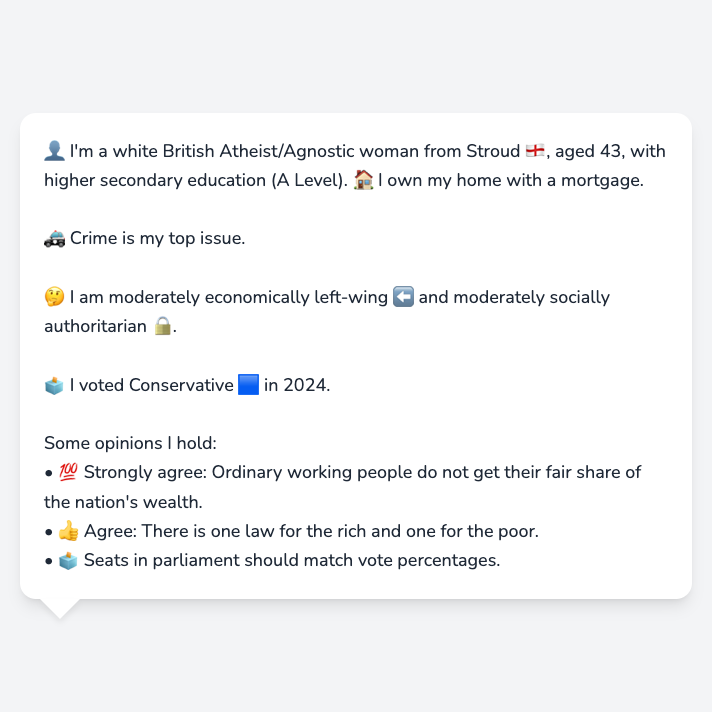 👤 I'm a white British Atheist/Agnostic woman from Stroud 🏴󠁧󠁢󠁥󠁮󠁧󠁿, aged 43, with
higher secondary education (A Level). 🏠 I own my home with a mortgage.
🚓 Crime is my top issue.
🤔 I am moderately economically left-wing ⬅️ and moderately socially
authoritarian 🔒.
🗳️ I voted Conservative 🟦 in 2024.
Some opinions I hold:
• 💯 Strongly agree: Ordinary working people do not get their fair share of
the nation's wealth.
• 👍 Agree: There is one law for the rich and one for the poor.
• 🗳️ Seats in parliament should match vote percentages.